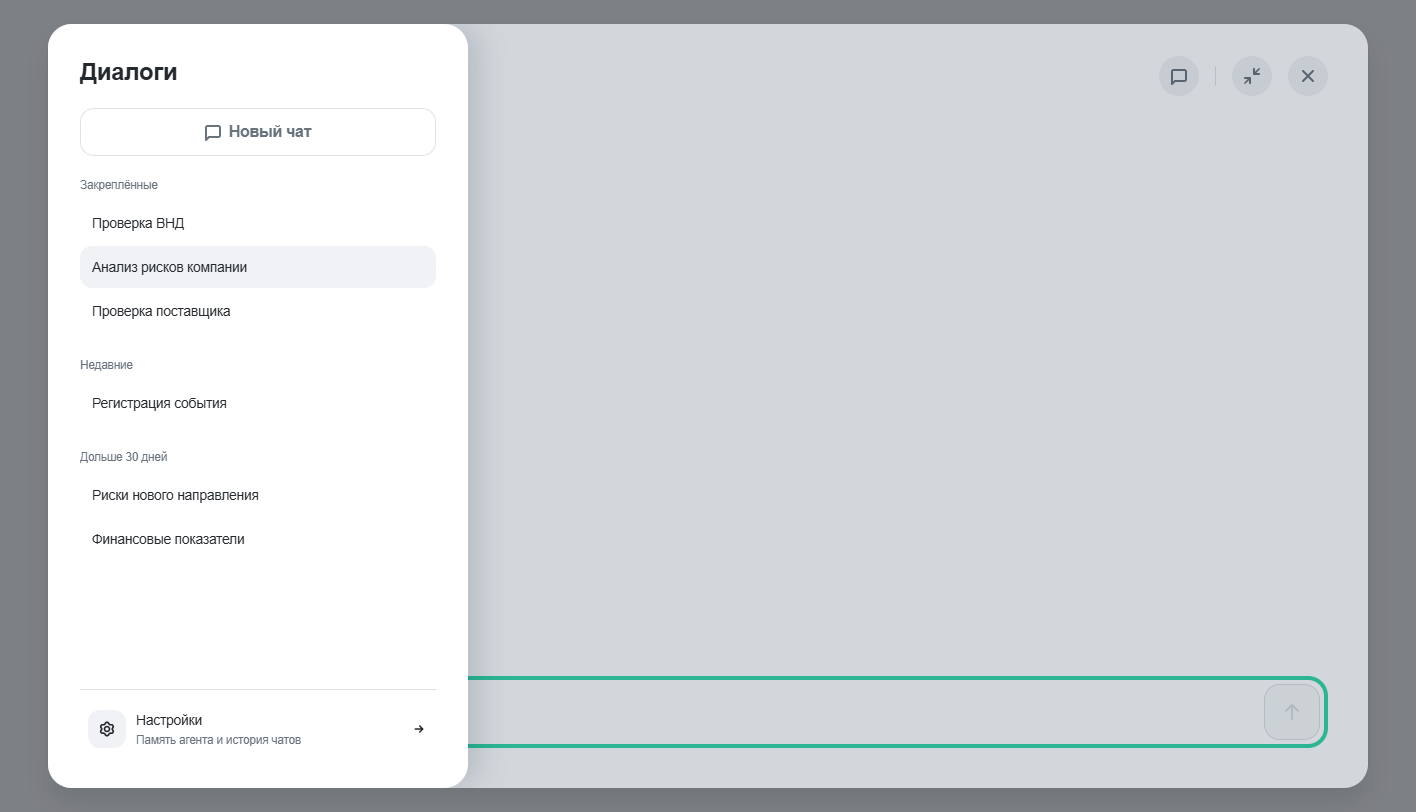 Диалоги
Новый чат
Закреплённые
Проверка ВНД
Анализ рисков компании
Проверка поставщика
Недавние
Регистрация события
Дольше 30 дней
Риски нового направления
Финансовые показатели
Настройки
Память агента и история чатов